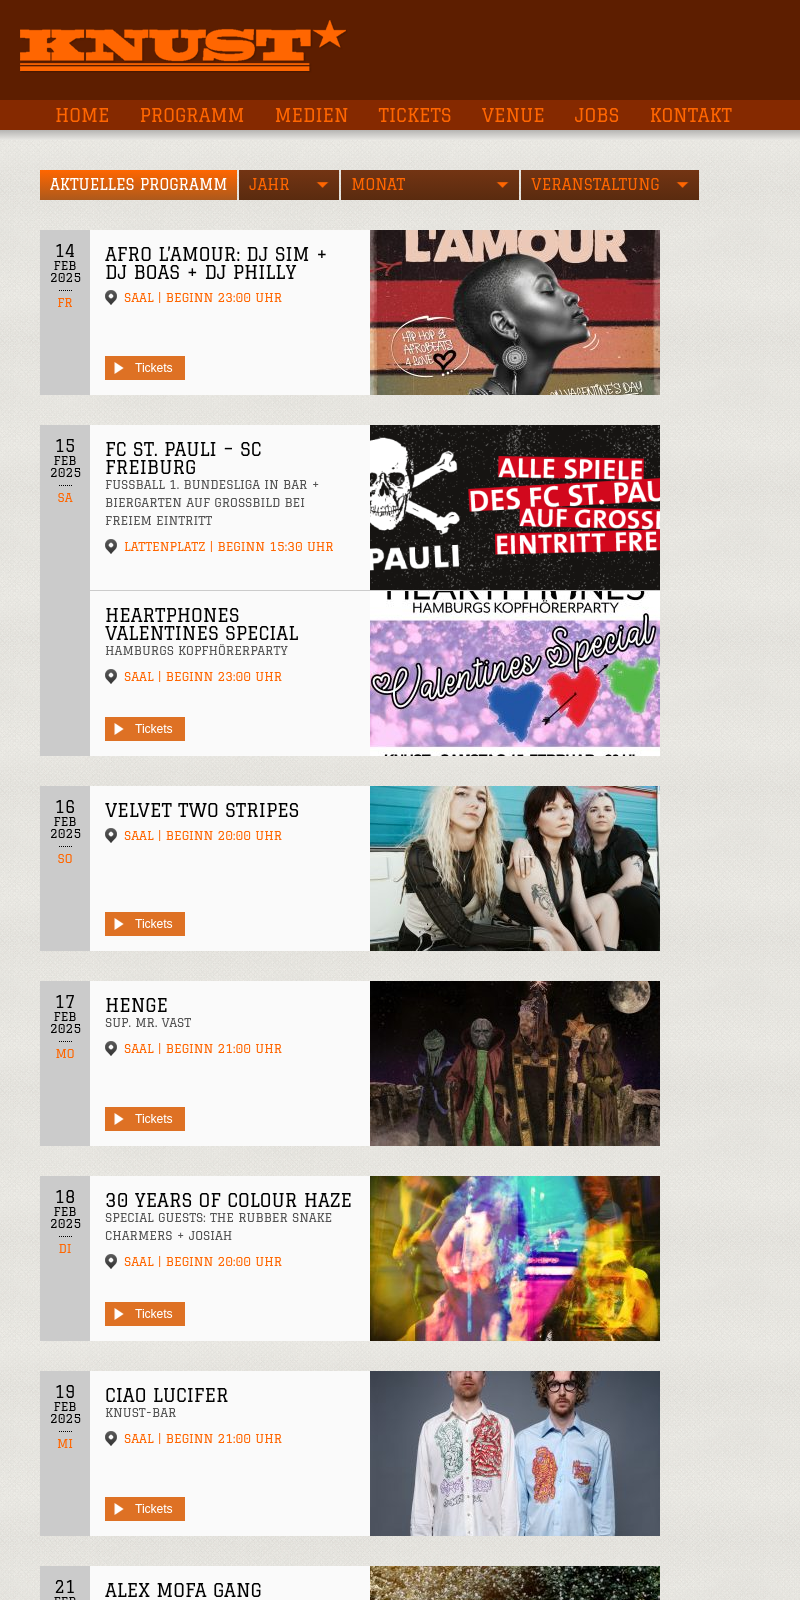 KNUST
HOME PROGRAMM MEDIEN TICKETS VENUE JOBS KONTAKT
AKTUELLES PROGRAMM JAHR MONAT VERANSTALTUNG
14
FEB
2025
FR
AFRO L'AMOUR: DJ SIM +
DJ BOAS + DJ PHILLY
SAAL | BEGINN 23:00 UHR
Tickets
L'AMOUR
HIP HOP &
AFROBEATS
15
FEB
2025
SA
FC ST. PAULI – SC
FREIBURG
FUSSBALL 1. BUNDESLIGA IN BAR +
BIERGARTEN AUF GROSSBILD BEI
FREIEM EINTRITT
LATTENPLATZ | BEGINN 15:30 UHR
PAULI
ALLE SPIELE
DES FC ST. PAU
AUF GROSSI
EINTRITT FRE
HEARTPHONES
VALENTINES SPECIAL
HAMBURGS KOPFHÖRERPARTY
SAAL | BEGINN 23:00 UHR
Tickets
HEARTPHONES
HAMBURGS KOPFHÖRERPARTY
Valentines Special
16
FEB
2025
SO
VELVET TWO STRIPES
SAAL | BEGINN 20:00 UHR
Tickets
17
FEB
2025
MO
HENGE
SUP. MR. VAST
SAAL | BEGINN 21:00 UHR
Tickets
18
FEB
2025
DI
30 YEARS OF COLOUR HAZE
SPECIAL GUESTS: THE RUBBER SNAKE
CHARMERS + JOSIAH
SAAL | BEGINN 20:00 UHR
Tickets
19
FEB
2025
MI
CIAO LUCIFER
KNUST-BAR
SAAL | BEGINN 21:00 UHR
Tickets
21
FEB
ALEX MOFA GANG